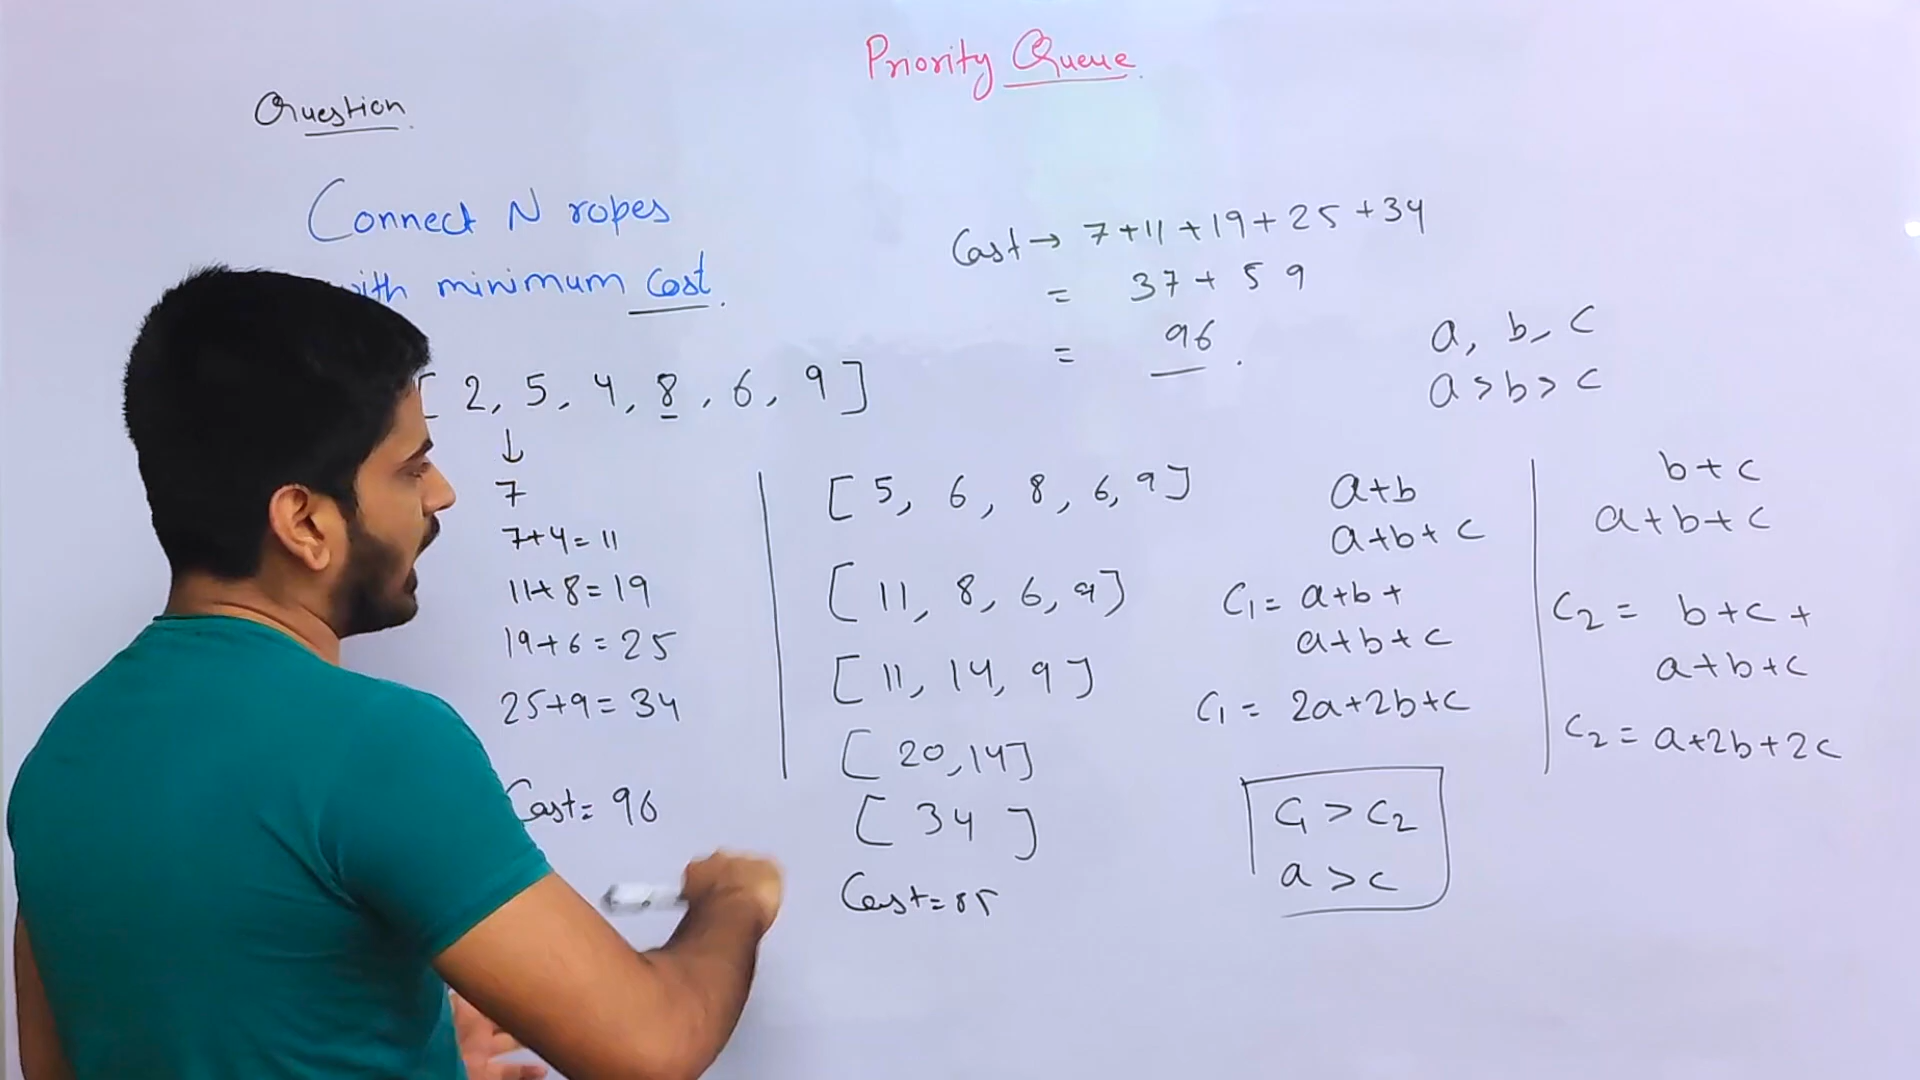 Priority Queue
Question
Connect N ropes
with minimum cost.
[ 2, 5, 4, 8, 6, 9 ]
↓
7
7+4=11
11+8=19
19+6=25
25+9=34
Cost=96
Cost → 7+11+19+25+34
= 37+59
= 96.
[5, 6, 8, 6, 9]
[11, 8, 6, 9]
[11, 14, 9]
[20,14]
[34]
Cost=85
a, b, c
a>b>c
a+b
a+b+c
C1= a+b+
a+b+c
C1= 2a+2b+c
b+c
a+b+c
C2= b+c+
a+b+c
C2= a+2b+2c
C1>C2
a>c